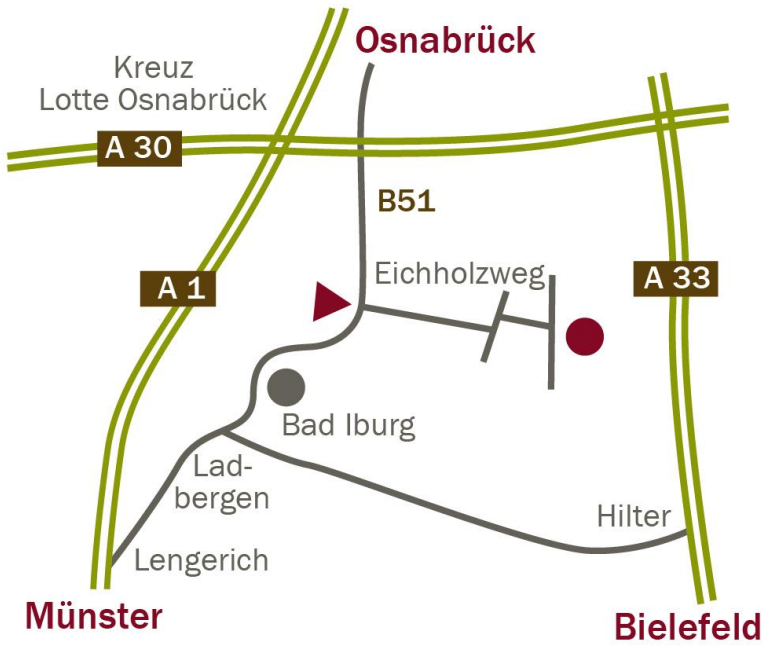 Osnabrück
Kreuz
Lotte Osnabrück
A 30
B51
Eichholzweg
A 33
A 1
Bad Iburg
Lad-
bergen
Hilter
Lengerich
Münster
Bielefeld